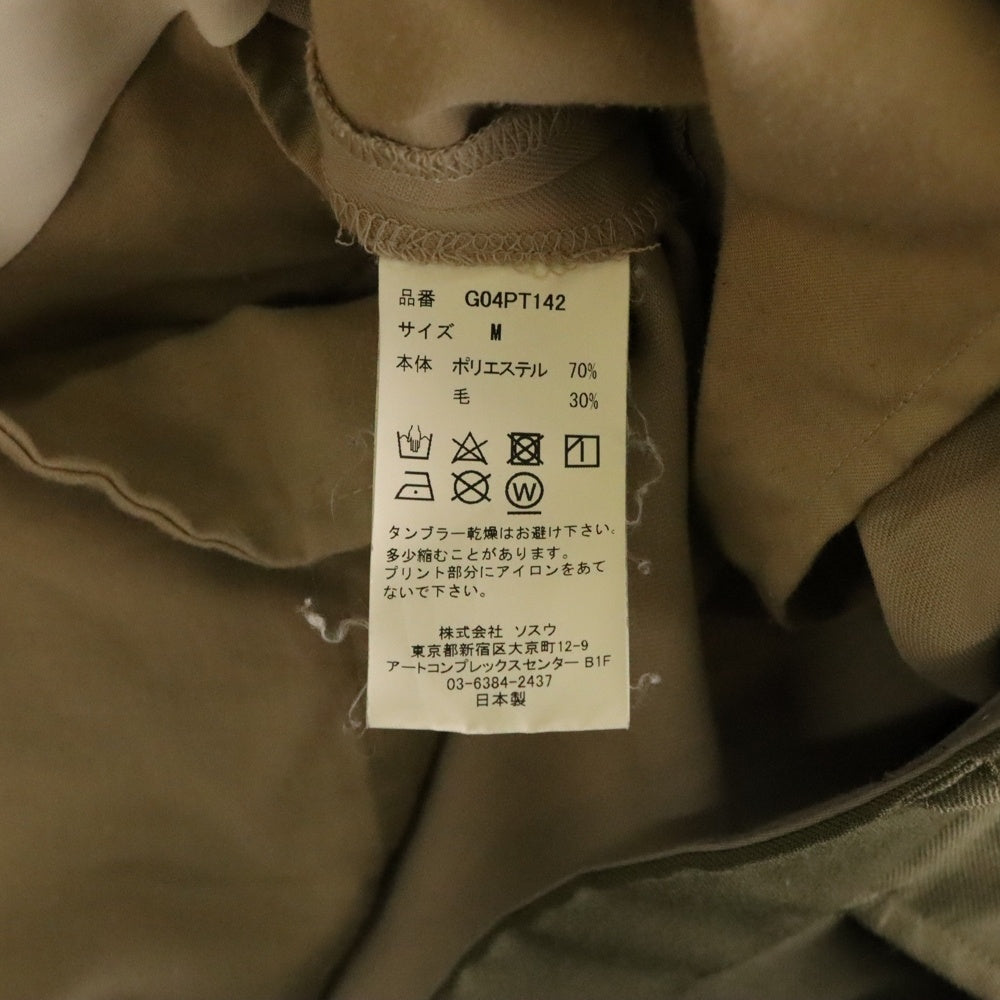 品番 G04PT142
サイズ M
本体 ポリエステル 70%
毛 30%
W
タンブラー乾燥はお避け下さい。
多少縮むことがあります。
プリント部分にアイロンをあて
ないで下さい。
株式会社 ソスウ
東京都新宿区大京町12-9
アートコンプレックスセンター B1F
03-6384-2437
日本製